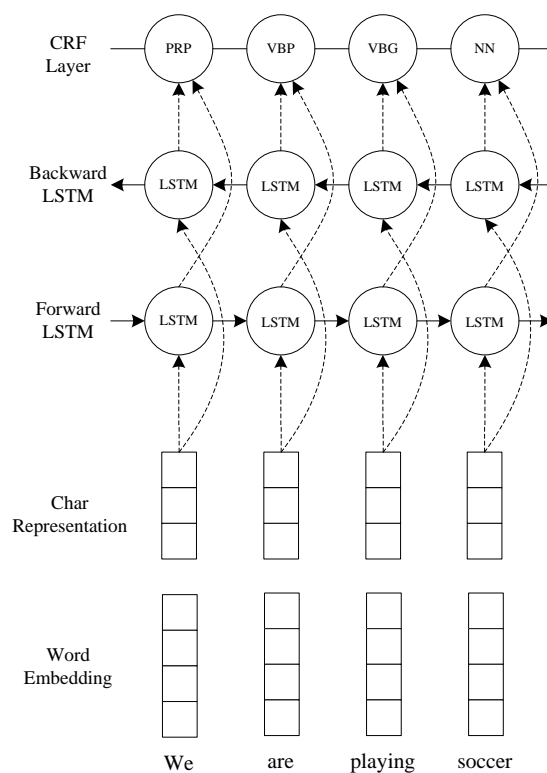 CRF
Layer
PRP VBP VBG NN
Backward
LSTM
LSTM LSTM LSTM LSTM
Forward
LSTM
LSTM LSTM LSTM LSTM
Char
Representation
Word
Embedding
We are playing soccer